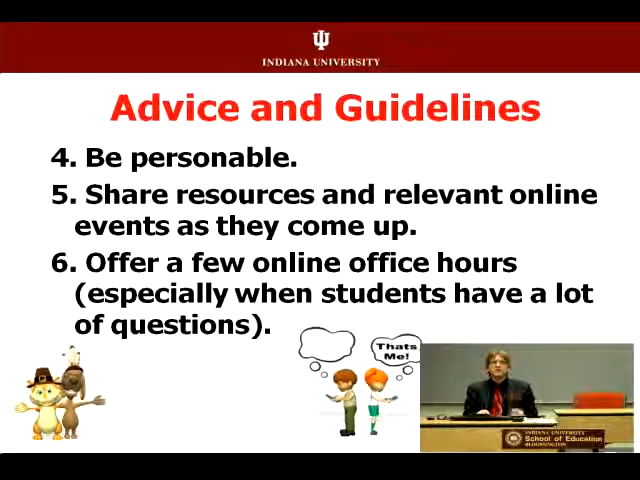 INDIANA UNIVERSITY
Advice and Guidelines
4. Be personable.
5. Share resources and relevant online
events as they come up.
6. Offer a few online office hours
(especially when students have a lot
of questions).
Thats
Me!
INDIANA UNIVERSITY
School of Education
BLOOMINGTON